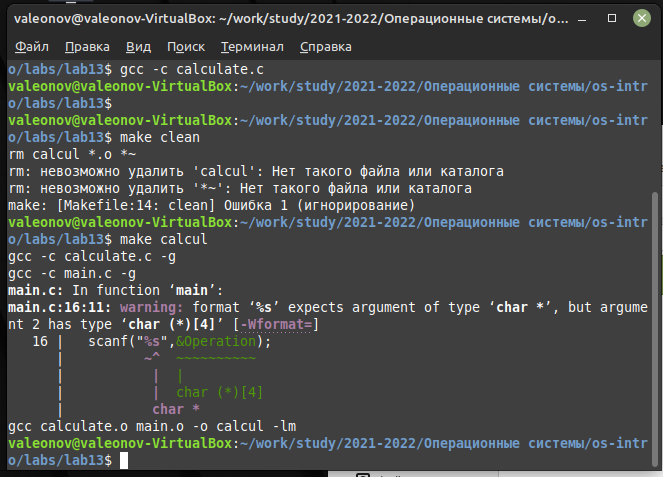 valeonov@valeonov-VirtualBox: ~/work/study/2021-2022/Операционные системы/o...
Файл Правка Вид Поиск Терминал Справка
o/labs/lab13$ gcc -c calculate.c
valeonov@valeonov-VirtualBox:~/work/study/2021-2022/Операционные системы/os-intr
o/labs/lab13$
valeonov@valeonov-VirtualBox:~/work/study/2021-2022/Операционные системы/os-intr
o/labs/lab13$ make clean
rm calcul *.o *~
rm: невозможно удалить 'calcul': Нет такого файла или каталога
rm: невозможно удалить '*~': Нет такого файла или каталога
make: [Makefile:14: clean] Ошибка 1 (игнорирование)
valeonov@valeonov-VirtualBox:~/work/study/2021-2022/Операционные системы/os-intr
o/labs/lab13$ make calcul
gcc -c calculate.c -g
gcc -c main.c -g
main.c: In function ‘main’:
main.c:16:11: warning: format ‘%s’ expects argument of type ‘char *’, but argume
nt 2 has type ‘char (*)[4]’ [-Wformat=]
   16 |   scanf("%s",&Operation);
      |          ~^  ~~~~~~~~~~
      |           |  |
      |           |  char (*)[4]
      |           char *
gcc calculate.o main.o -o calcul -lm
valeonov@valeonov-VirtualBox:~/work/study/2021-2022/Операционные системы/os-intr
o/labs/lab13$